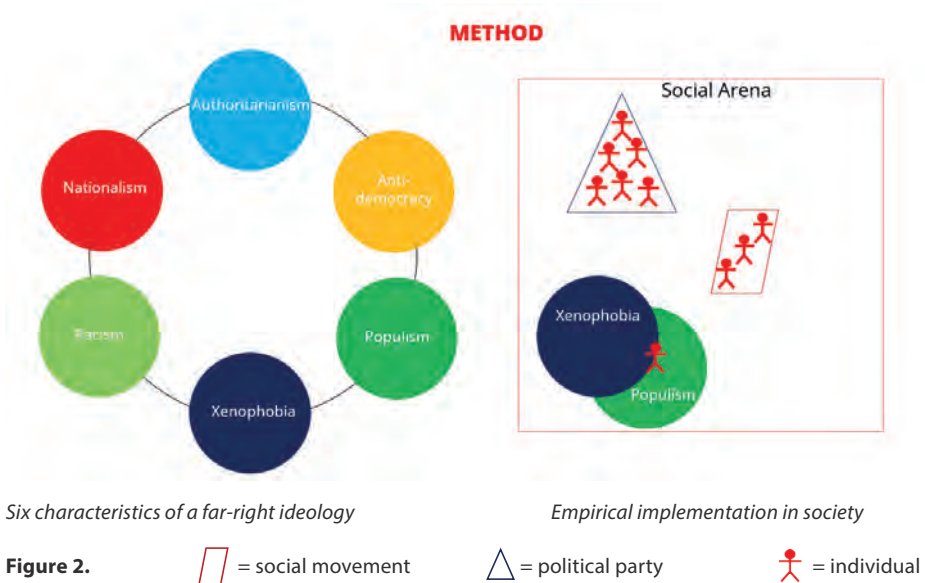 METHOD
Authoritarianism
Nationalism
Anti-
democracy
Racism
Populism
Xenophobia
Social Arena
Xenophobia
Populism
Six characteristics of a far-right ideology
Empirical implementation in society
Figure 2.
= social movement
= political party
= individual